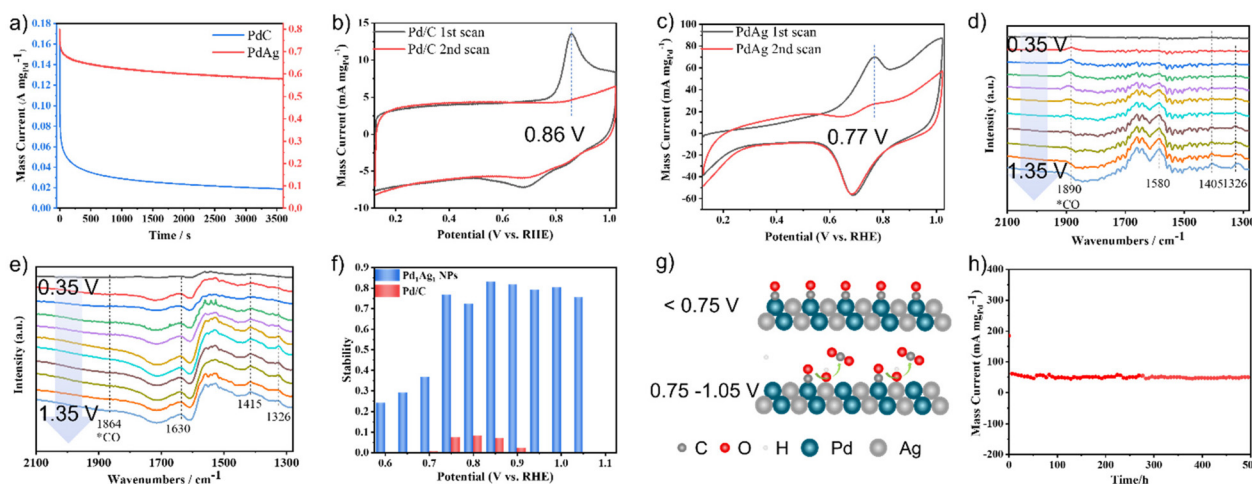 a)
0.18
0.16
0.14
0.12
0.10
0.08
0.06
0.04
0.02
0.00
Mass Current (A mgPd⁻¹)
PdC
PdAg
0.8
0.7
0.6
0.5
0.4
0.3
0.2
0.1
0.0
0 500 1000 1500 2000 2500 3000 3500
Time / s
b)
15
10
5
0
-5
-10
Mass Current (mA mgPd⁻¹)
Pd/C 1st scan
Pd/C 2nd scan
0.86 V
0.2 0.4 0.6 0.8 1.0
Potential (V vs. RHE)
c)
100
80
60
40
20
0
-20
-40
-60
Mass Current (mA mgPd⁻¹)
PdAg 1st scan
PdAg 2nd scan
0.77 V
0.2 0.4 0.6 0.8 1.0
Potential (V vs. RHE)
d)
Intensity (a.u.)
0.35 V
1.35 V
1890
*CO
1580
1405
1326
2100 1900 1700 1500 1300
Wavenumbers / cm⁻¹
e)
Intensity (a.u.)
0.35 V
1.35 V
1864
*CO
1630
1415
1326
2100 1900 1700 1500 1300
Wavenumbers / cm⁻¹
f)
0.9
0.8
0.7
0.6
0.5
0.4
0.3
0.2
0.1
0.0
Stability
Pd₁Ag₁ NPs
Pd/C
0.6 0.7 0.8 0.9 1.0 1.1
Potential (V vs. RHE)
g)
< 0.75 V
0.75 -1.05 V
C O H Pd Ag
h)
400
300
200
100
0
-100
-200
Mass Current (mA mgPd⁻¹)
0 100 200 300 400 500
Time/h